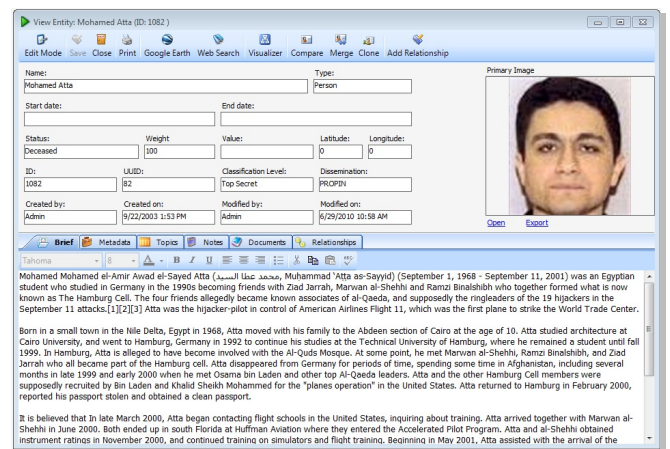 View Entity: Mohamed Atta (ID: 1082 )
Edit Mode Save Close Print Google Earth Web Search Visualizer Compare Merge Clone Add Relationship
Name: Type: Primary Image
Mohamed Atta Person
Start date: End date:
Status: Weight Value: Latitude: Longitude:
Deceased 100 0 0
ID: UUID: Classification Level: Dissemination:
1082 82 Top Secret PROPIN
Created by: Created on: Modified by: Modified on:
Admin 9/22/2003 1:53 PM Admin 6/29/2010 10:58 AM
Open Export
Brief Metadata Topics Notes Documents Relationships
Tahoma 8 A B I U ABC
Mohamed Mohamed el-Amir Awad el-Sayed Atta (محمد عطا السيد, Muhammad ‘Aṭṭa as-Sayyid) (September 1, 1968 - September 11, 2001) was an Egyptian
student who studied in Germany in the 1990s becoming friends with Ziad Jarrah, Marwan al-Shehhi and Ramzi Binalshibh who together formed what is now
known as The Hamburg Cell. The four friends allegedly became known associates of al-Qaeda, and supposedly the ringleaders of the 19 hijackers in the
September 11 attacks.[1][2][3] Atta was the hijacker-pilot in control of American Airlines Flight 11, which was the first plane to strike the World Trade Center.
Born in a small town in the Nile Delta, Egypt in 1968, Atta moved with his family to the Abdeen section of Cairo at the age of 10. Atta studied architecture at
Cairo University, and went to Hamburg, Germany in 1992 to continue his studies at the Technical University of Hamburg, where he remained a student until fall
1999. In Hamburg, Atta is alleged to have become involved with the Al-Quds Mosque. At some point, he met Marwan al-Shehhi, Ramzi Binalshibh, and Ziad
Jarrah who all became part of the Hamburg cell. Atta disappeared from Germany for periods of time, spending some time in Afghanistan, including several
months in late 1999 and early 2000 when he met Osama bin Laden and other top Al-Qaeda leaders. Atta and the other Hamburg Cell members were
supposedly recruited by Bin Laden and Khalid Sheikh Mohammed for the "planes operation" in the United States. Atta returned to Hamburg in February 2000,
reported his passport stolen and obtained a clean passport.
It is believed that In late March 2000, Atta began contacting flight schools in the United States, inquiring about training. Atta arrived together with Marwan al-
Shehhi in June 2000. Both ended up in south Florida at Huffman Aviation where they entered the Accelerated Pilot Program. Atta and al-Shehhi obtained
instrument ratings in November 2000, and continued training on simulators and flight training. Beginning in May 2001, Atta assisted with the arrival of the